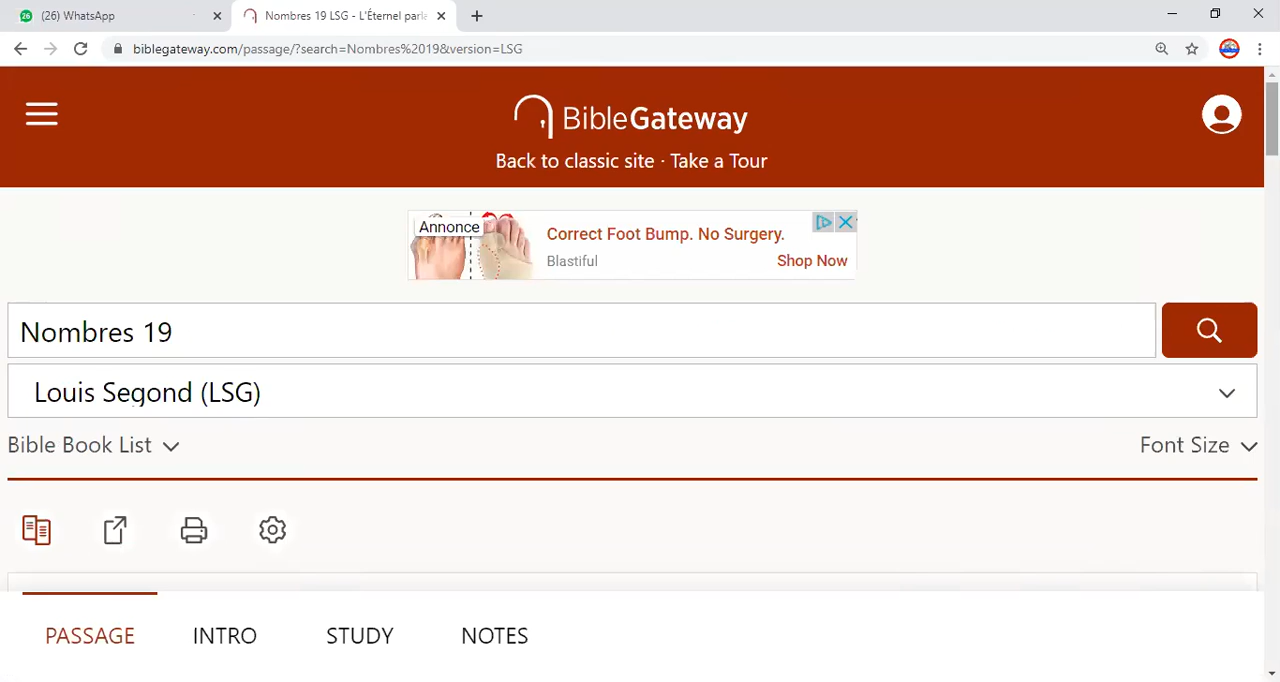 (26) WhatsApp
Nombres 19 LSG - L'Éternel parla
biblegateway.com/passage/?search=Nombres%2019&version=LSG
BibleGateway
Back to classic site · Take a Tour
Annonce
Correct Foot Bump. No Surgery.
Blastiful
Shop Now
Nombres 19
Louis Segond (LSG)
Bible Book List
Font Size
PASSAGE
INTRO
STUDY
NOTES